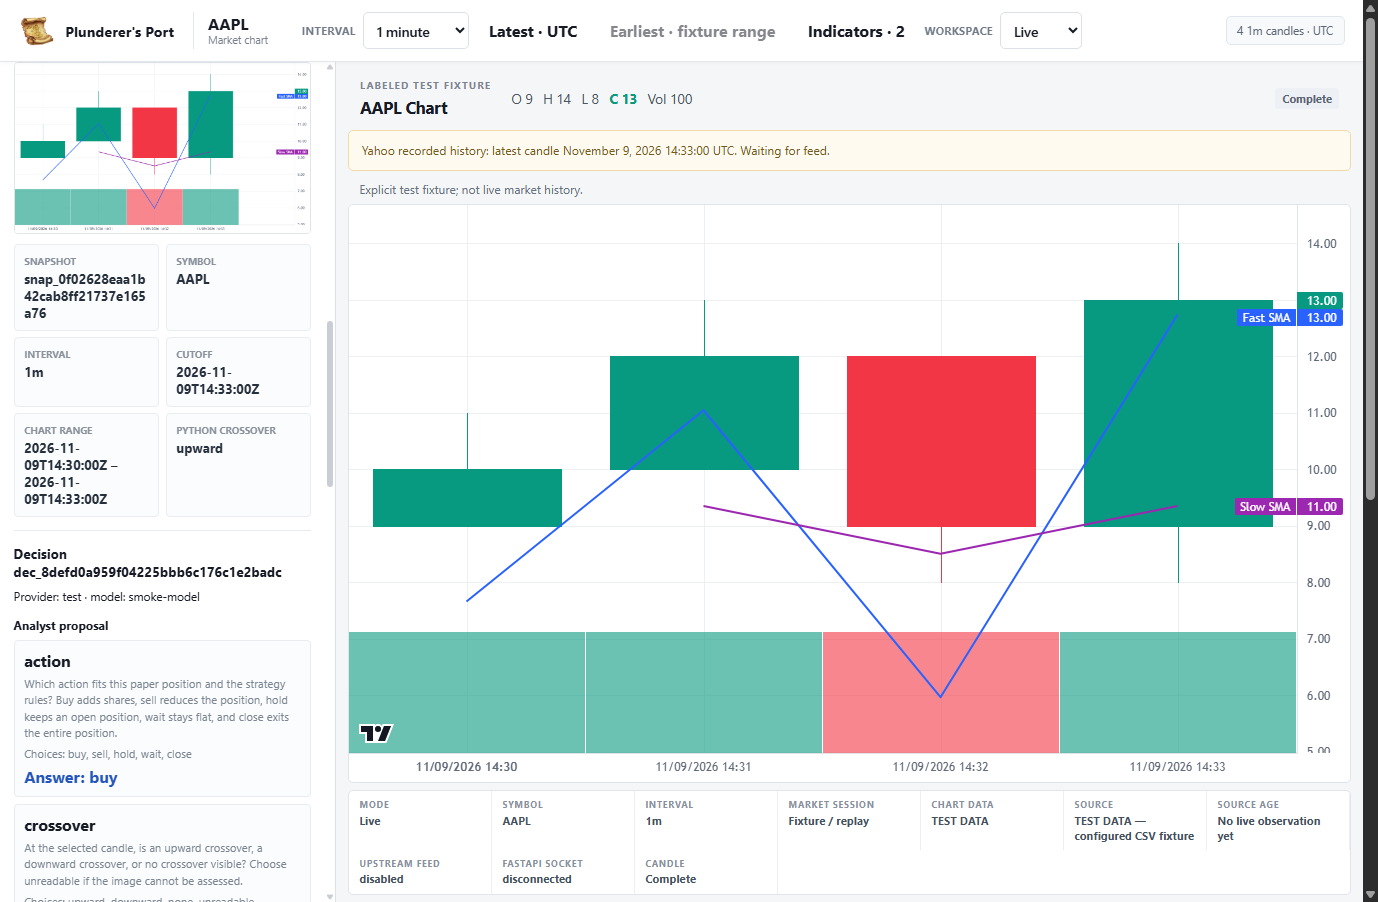 Plunderer's Port
AAPL
Market chart
INTERVAL
1 minute
Latest · UTC
Earliest · fixture range
Indicators · 2
WORKSPACE
Live
4 1m candles · UTC
SNAPSHOT
snap_0f02628eaa1b
42cab8ff21737e165
a76
SYMBOL
AAPL
INTERVAL
1m
CUTOFF
2026-11-
09T14:33:00Z
CHART RANGE
2026-11-
09T14:30:00Z –
2026-11-
09T14:33:00Z
PYTHON CROSSOVER
upward
Decision
dec_8defd0a959f04225bbb6c176c1e2badc
Provider: test · model: smoke-model
Analyst proposal
action
Which action fits this paper position and the strategy
rules? Buy adds shares, sell reduces the position, hold
keeps an open position, wait stays flat, and close exits
the entire position.
Choices: buy, sell, hold, wait, close
Answer: buy
crossover
At the selected candle, is an upward crossover, a
downward crossover, or no crossover visible? Choose
unreadable if the image cannot be assessed.
Choices: upward, downward, none, unreadable
LABELED TEST FIXTURE
AAPL Chart
O 9 H 14 L 8 C 13 Vol 100
Complete
Yahoo recorded history: latest candle November 9, 2026 14:33:00 UTC. Waiting for feed.
Explicit test fixture; not live market history.
14.00
13.00
Fast SMA 13.00
12.00
11.00
10.00
Slow SMA 11.00
9.00
8.00
7.00
6.00
5.00
11/09/2026 14:30
11/09/2026 14:31
11/09/2026 14:32
11/09/2026 14:33
MODE
Live
SYMBOL
AAPL
INTERVAL
1m
MARKET SESSION
Fixture / replay
CHART DATA
TEST DATA
SOURCE
TEST DATA —
configured CSV fixture
SOURCE AGE
No live observation
yet
UPSTREAM FEED
disabled
FASTAPI SOCKET
disconnected
CANDLE
Complete